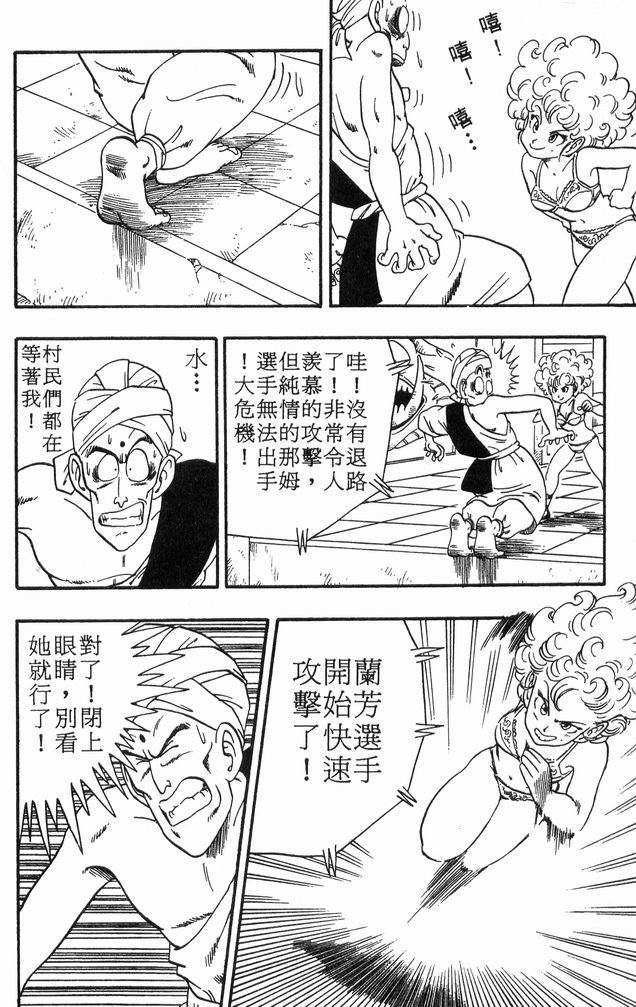 嘻！
嘻！
嘻…
哇！沒有退路
了！非常令人
羨慕的攻擊，
但純情的那姆
選手無法出手
！大危機！
水…
村民們都在
等著我！
蘭芳選手
開始快速
攻擊了！
對了！閉上
眼睛，別看
她就行了！